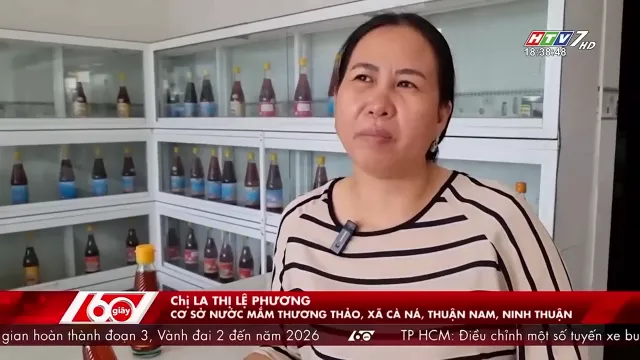 HTV7 HD
18:38:48
60 giây
Chị LA THỊ LỆ PHƯƠNG
CƠ SỞ NƯỚC MẮM THƯƠNG THẢO, XÃ CÀ NÁ, THUẬN NAM, NINH THUẬN
gian hoàn thành đoạn 3, Vành đai 2 đến năm 2026 60 TP HCM: Điều chỉnh một số tuyến xe bu